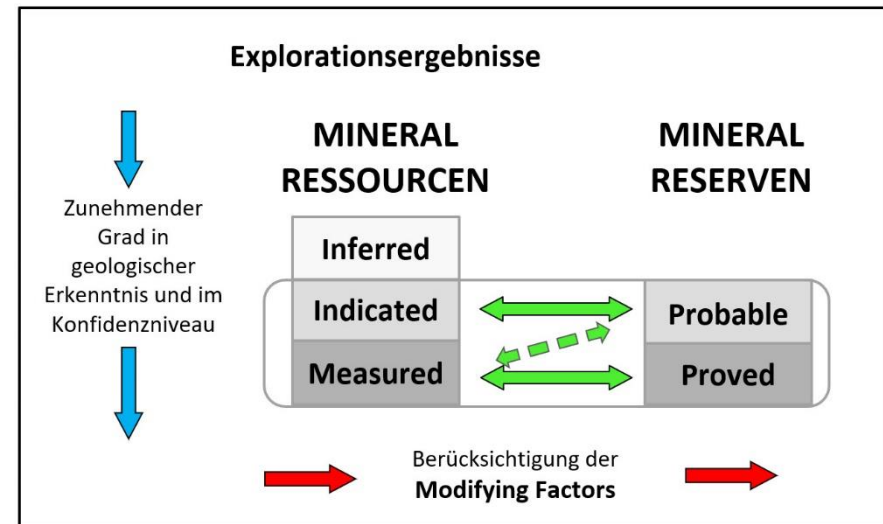 Explorationsergebnisse
MINERAL
RESSOURCEN
MINERAL
RESERVEN
Zunehmender
Grad in
geologischer
Erkenntnis und im
Konfidenzniveau
Inferred
Indicated
Measured
Probable
Proved
Berücksichtigung der
Modifying Factors